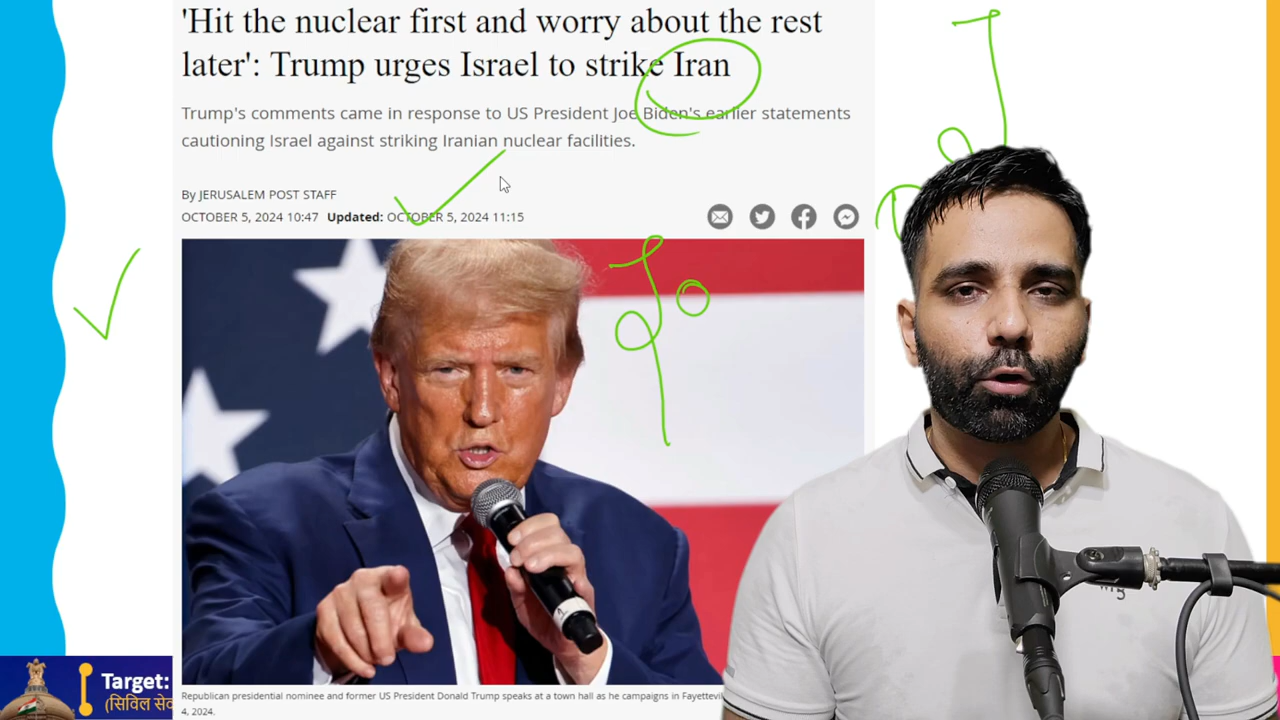 'Hit the nuclear first and worry about the rest
later': Trump urges Israel to strike Iran
Trump's comments came in response to US President Joe Biden's earlier statements
cautioning Israel against striking Iranian nuclear facilities.
By JERUSALEM POST STAFF
OCTOBER 5, 2024 10:47 Updated: OCTOBER 5, 2024 11:15
Republican presidential nominee and former US President Donald Trump speaks at a town hall as he campaigns in
4, 2024.
Target: